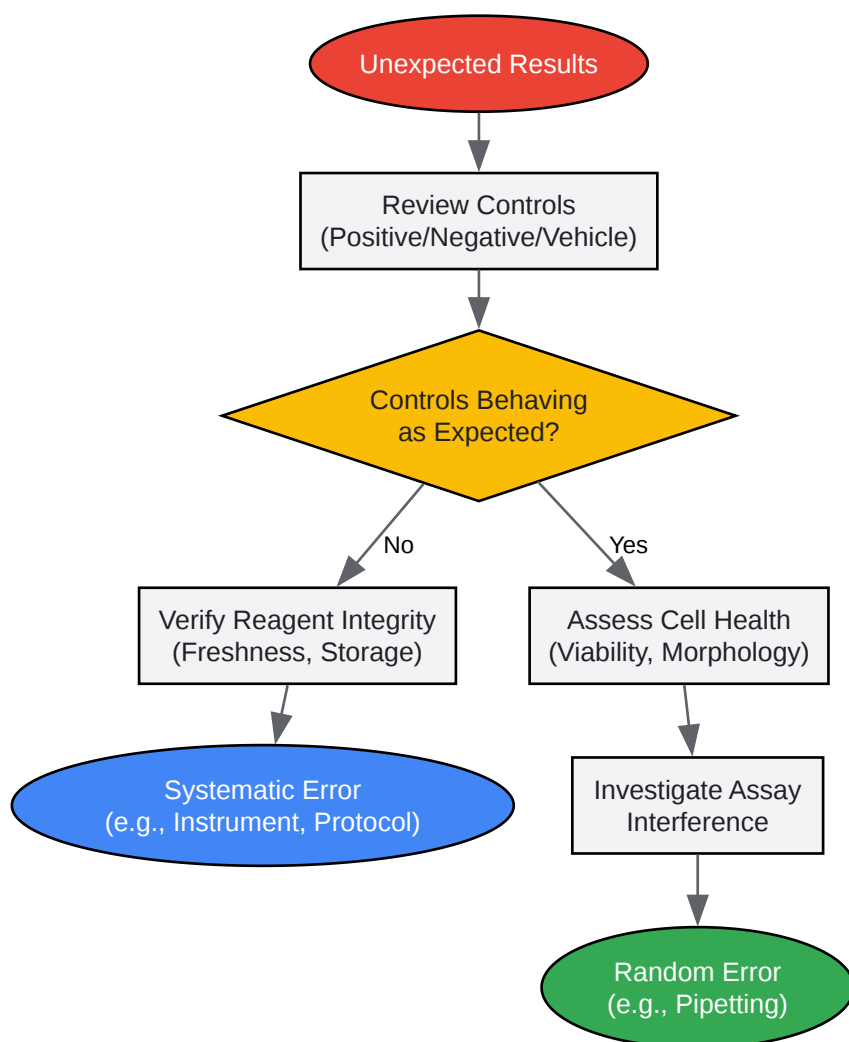 Unexpected Results
Review Controls
(Positive/Negative/Vehicle)
Controls Behaving
as Expected?
No
Yes
Verify Reagent Integrity
(Freshness, Storage)
Assess Cell Health
(Viability, Morphology)
Systematic Error
(e.g., Instrument, Protocol)
Investigate Assay
Interference
Random Error
(e.g., Pipetting)